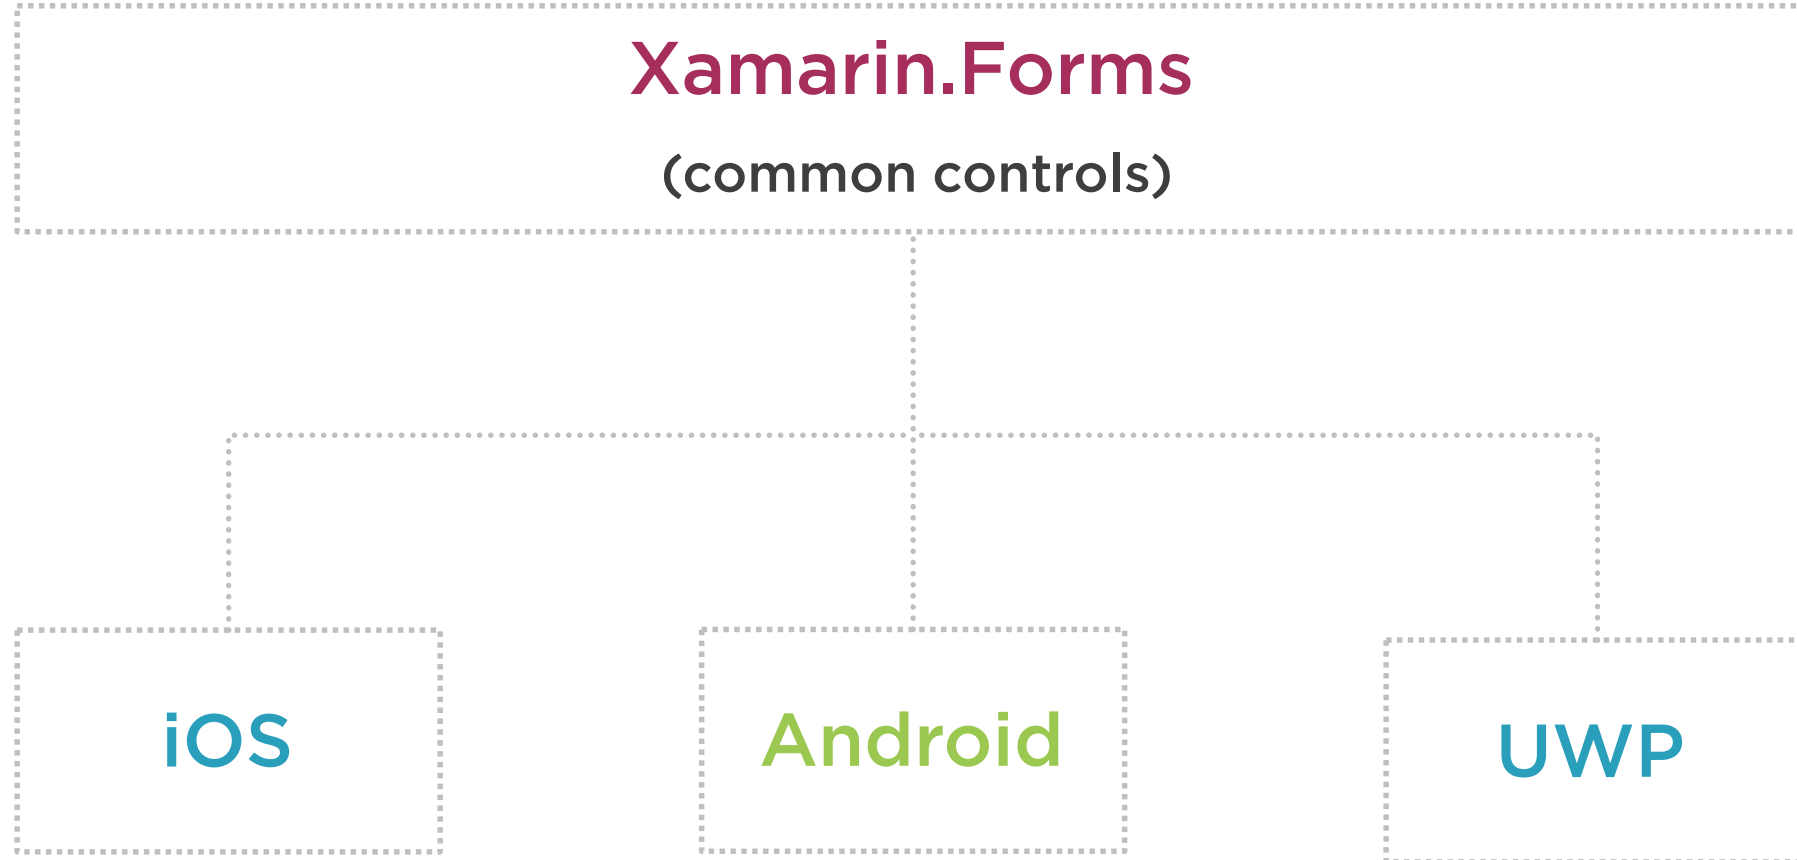 Xamarin.Forms
(common controls)
iOS
Android
UWP